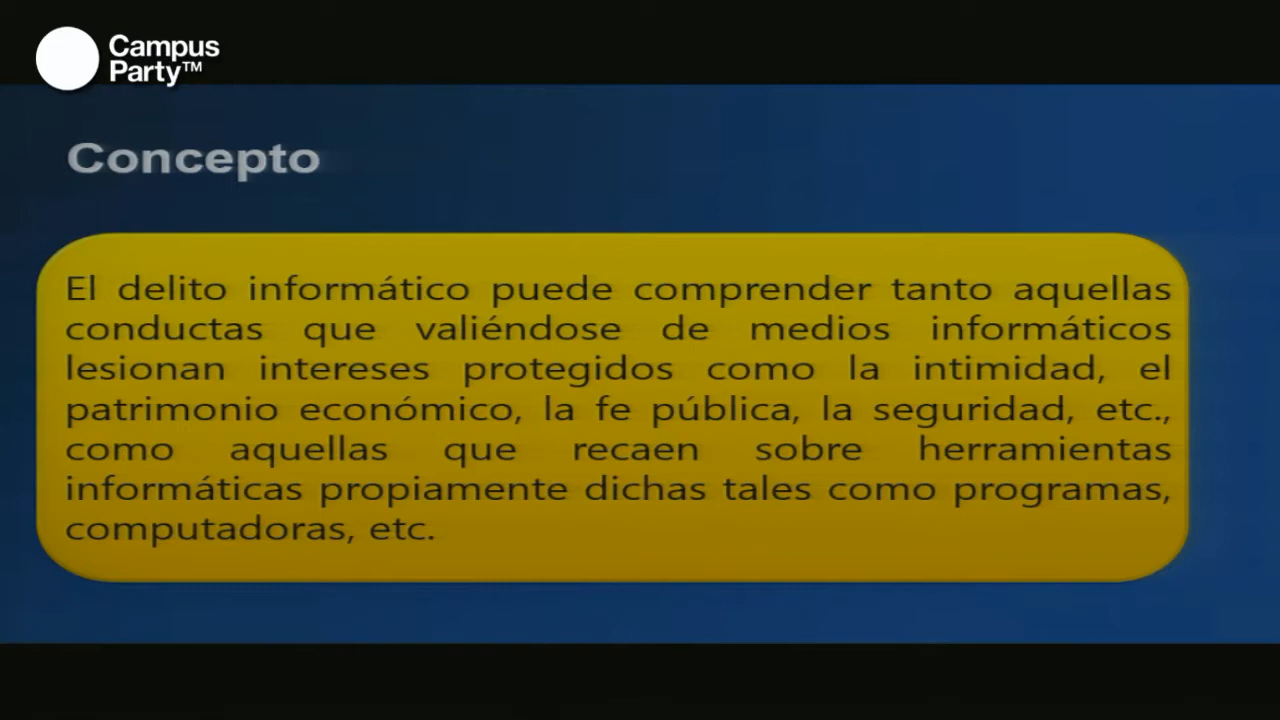 Campus
Party™
Concepto
El delito informático puede comprender tanto aquellas
conductas que valiéndose de medios informáticos
lesionan intereses protegidos como la intimidad, el
patrimonio económico, la fe pública, la seguridad, etc.,
como aquellas que recaen sobre herramientas
informáticas propiamente dichas tales como programas,
computadoras, etc.